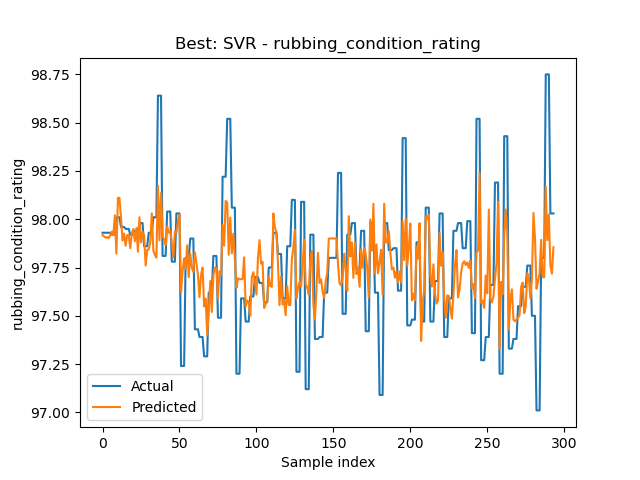 Best: SVR - rubbing_condition_rating
rubbing_condition_rating
98.75
98.50
98.25
98.00
97.75
97.50
97.25
97.00
Actual
Predicted
0 50 100 150 200 250 300
Sample index